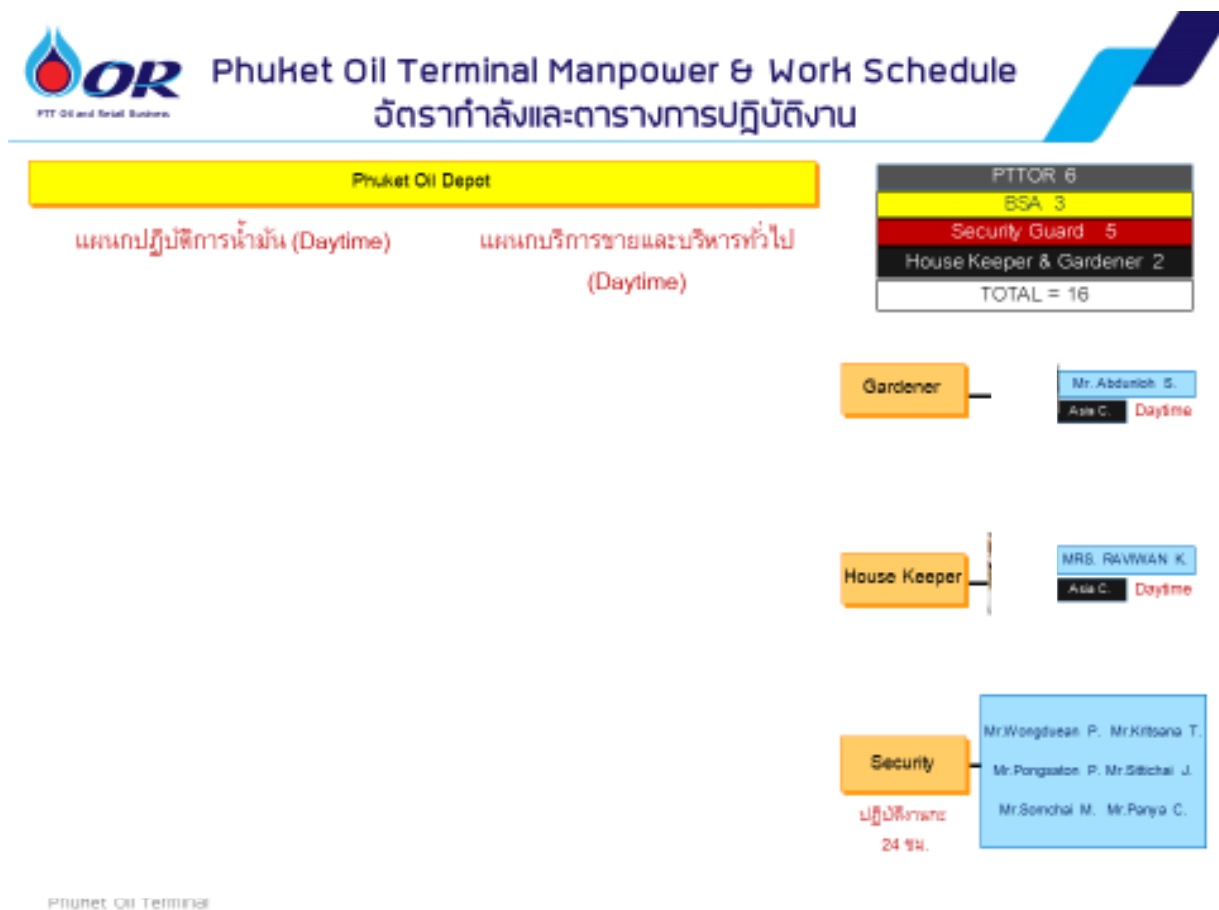 OR
PTT Oil and Retail Business
Phuket Oil Terminal Manpower & Work Schedule
อัตรากำลังและตารางการปฏิบัติงาน
Phuket Oil Depot
แผนกปฏิบัติการน้ำมัน (Daytime)
แผนกบริการขายและบริหารทั่วไป
(Daytime)
PTTOR 6
BSA 3
Security Guard 5
House Keeper & Gardener 2
TOTAL = 16
Gardener
Mr. Abdunloh S.
Asia C. Daytime
House Keeper
MRS. RAVIWAN K.
Asia C. Daytime
Security
ปฏิบัติงานกะ
24 ชม.
Mr.Wongduean P. Mr.Kritsana T.
Mr.Pongsaton P. Mr.Sittichai J.
Mr.Somchai M. Mr.Panya C.
Phuket Oil Terminal